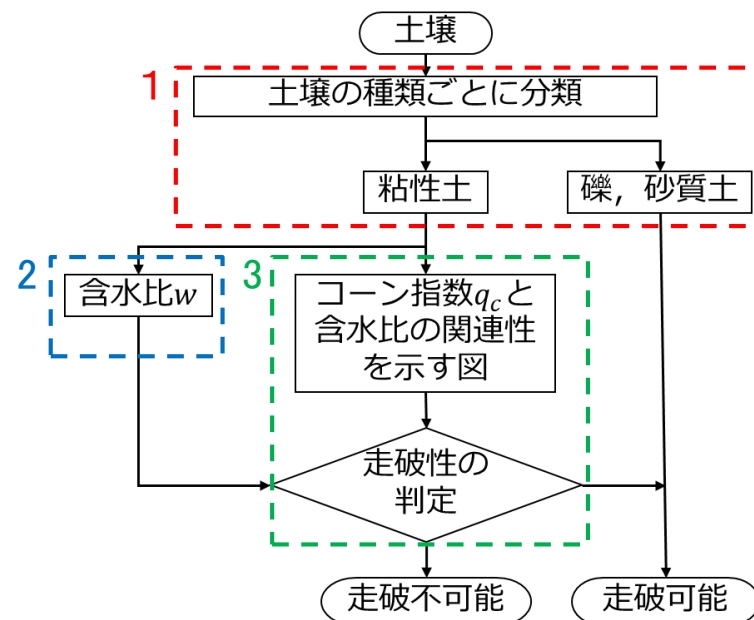 土壌
1
土壌の種類ごとに分類
粘性土
礫，砂質土
2
含水比w
3
コーン指数q_cと
含水比の関連性
を示す図
走破性の
判定
走破不可能
走破可能